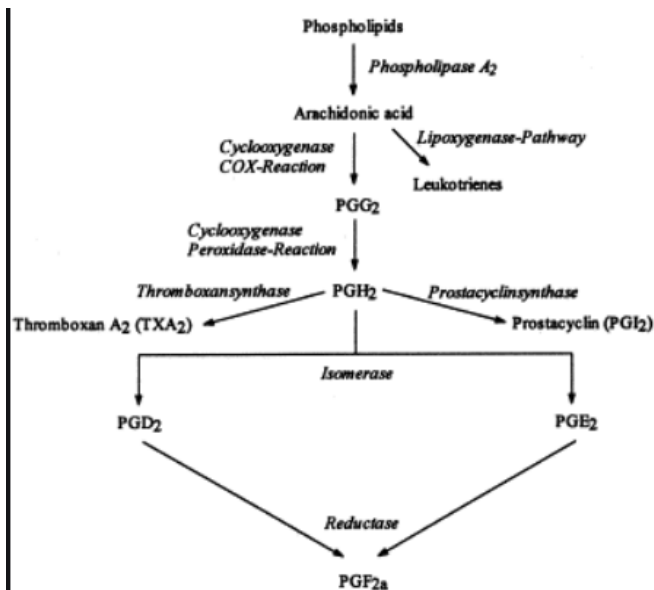 Phospholipids
Phospholipase A2
Arachidonic acid
Cyclooxygenase
COX-Reaction
Lipoxygenase-Pathway
Leukotrienes
PGG2
Cyclooxygenase
Peroxidase-Reaction
Thromboxansynthase
PGH2
Prostacyclinsynthase
Thromboxan A2 (TXA2)
Prostacyclin (PGI2)
Isomerase
PGD2
PGE2
Reductase
PGF2a